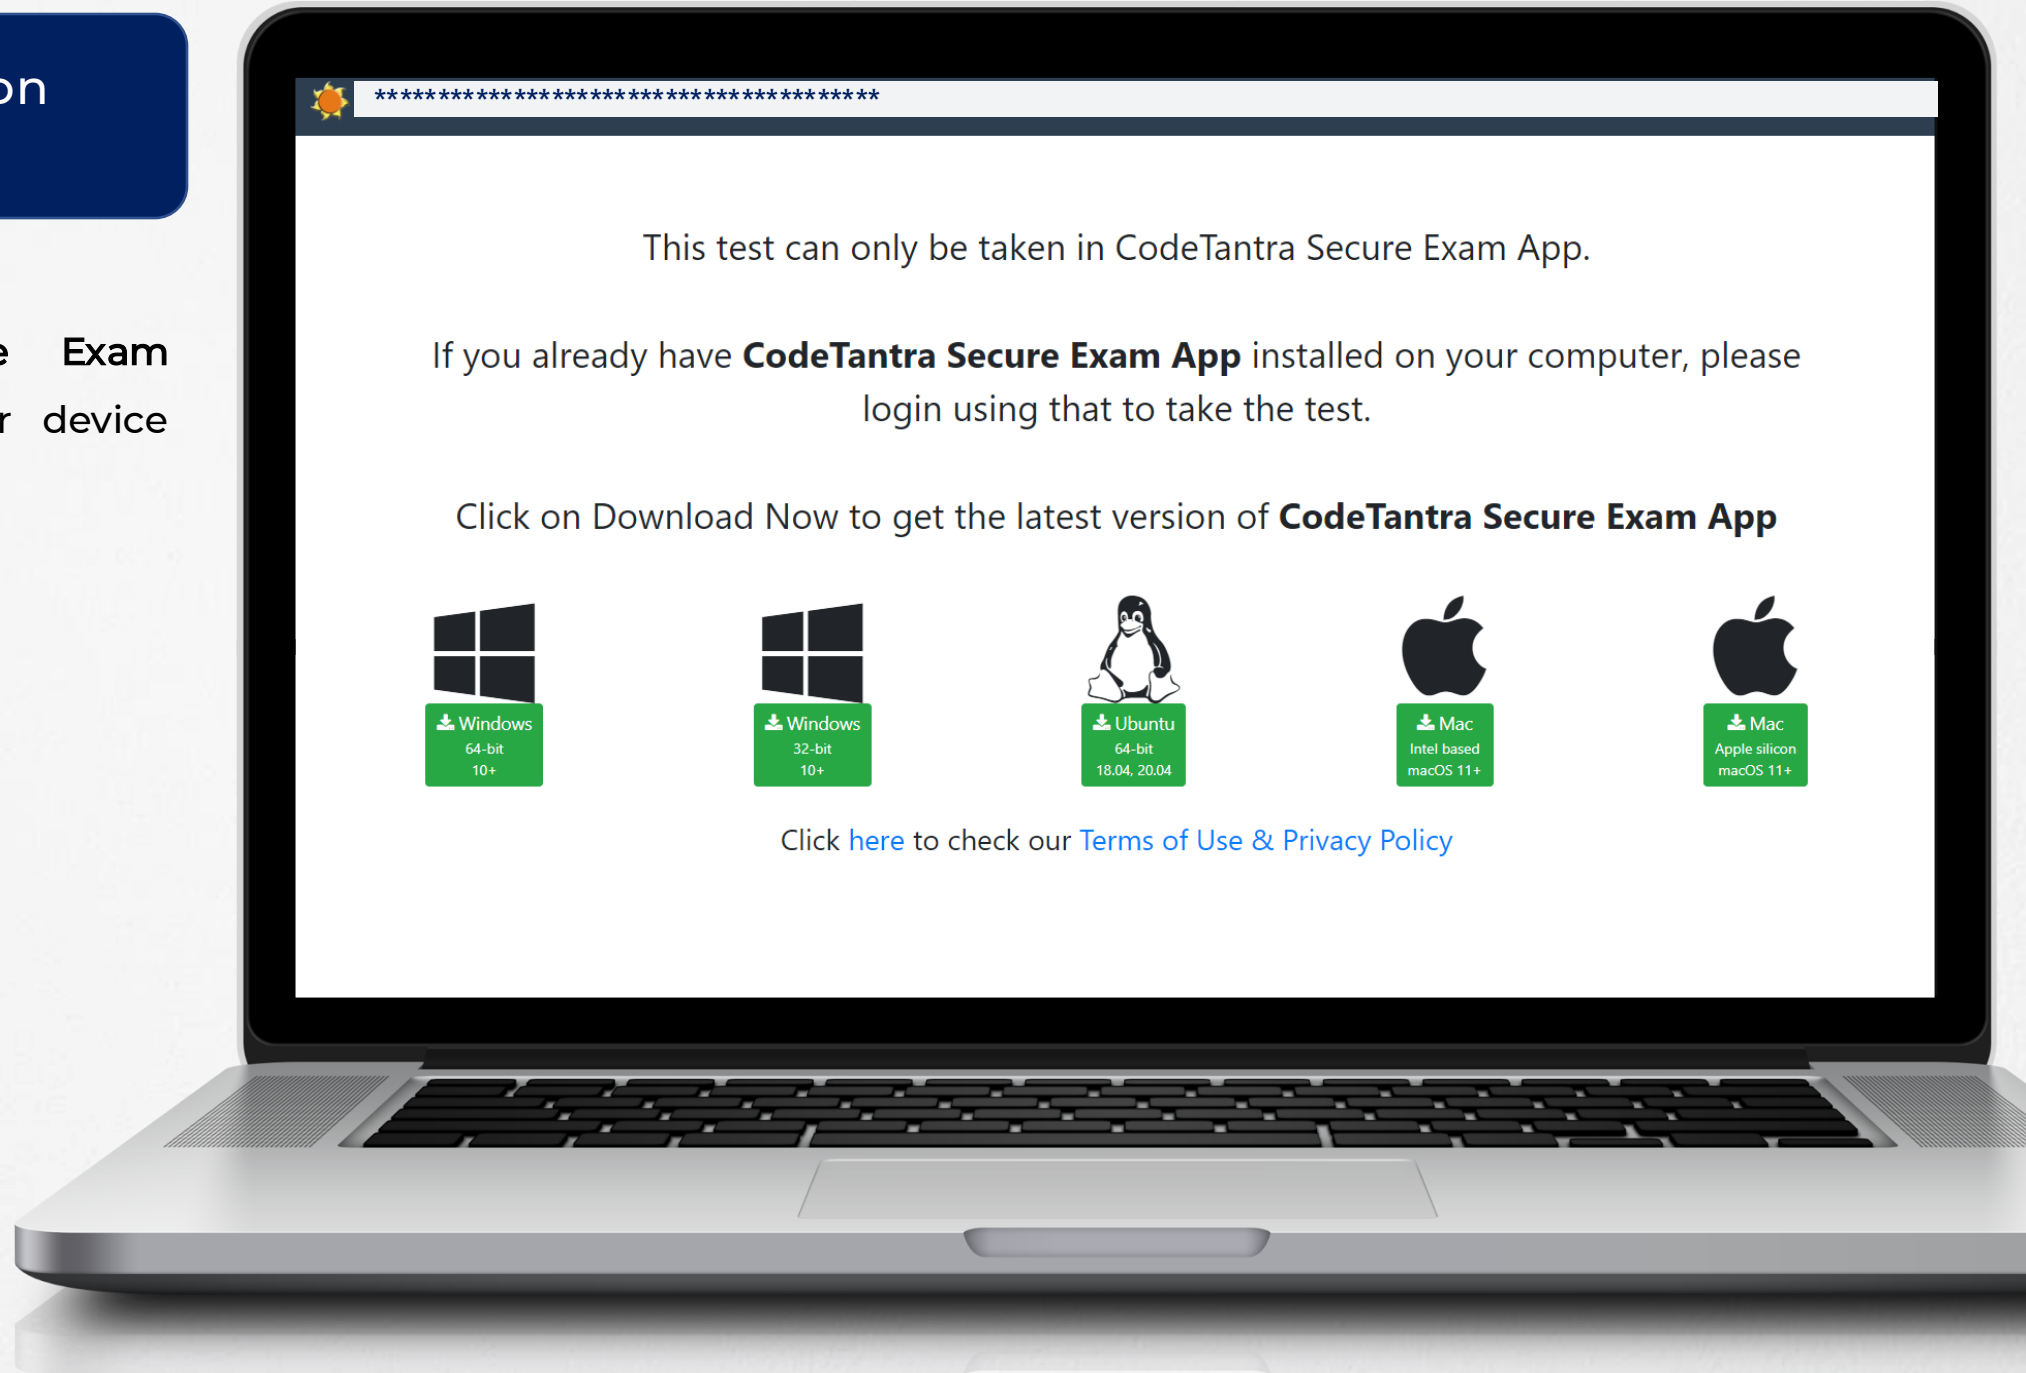 on
Exam
device
****************************************
This test can only be taken in CodeTantra Secure Exam App.
If you already have CodeTantra Secure Exam App installed on your computer, please
login using that to take the test.
Click on Download Now to get the latest version of CodeTantra Secure Exam App
Windows
64-bit
10+
Windows
32-bit
10+
Ubuntu
64-bit
18.04, 20.04
Mac
Intel based
macOS 11+
Mac
Apple silicon
macOS 11+
Click here to check our Terms of Use & Privacy Policy